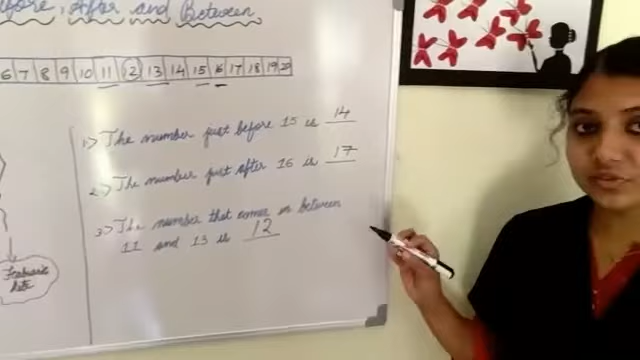 Before, After and Between
6 7 8 9 10 11 12 13 14 15 16 17 18 19 20
1> The number just before 15 is 14
2> The number just after 16 is 17
3> The number that comes in between
11 and 13 is 12